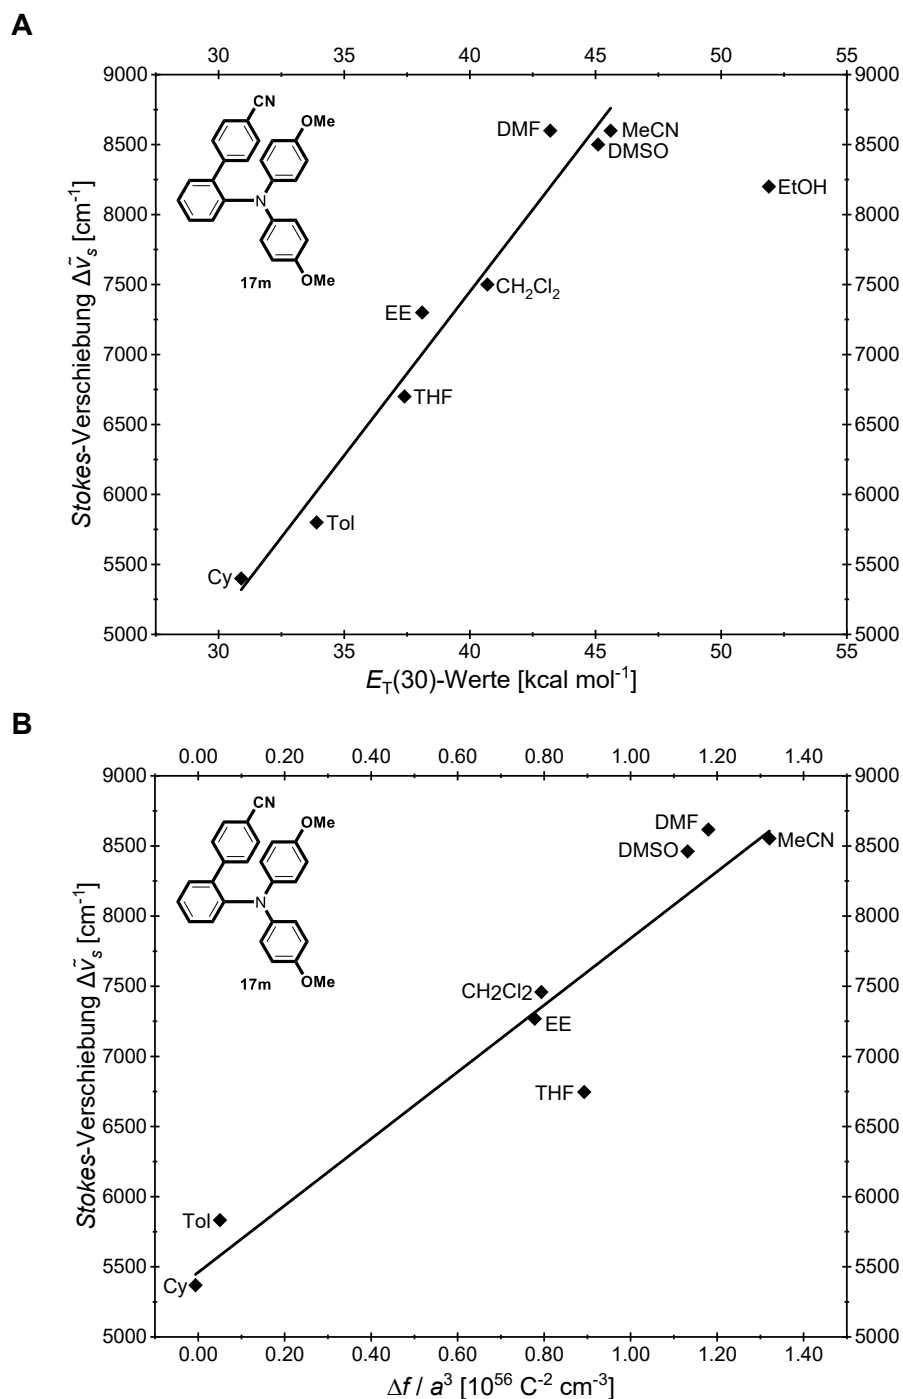 A
30 35 40 45 50 55
9000 9000
CN
OMe
DMF MeCN
8500 8500
DMSO
EtOH
N
8000 8000
OMe
17m
7500 CH2Cl2 7500
EE
7000 7000
THF
6500 6500
6000 6000
Tol
5500 5500
Cy
5000 5000
30 35 40 45 50 55
Stokes-Verschiebung Δṽs [cm-1]
ET(30)-Werte [kcal mol-1]
B
0.00 0.20 0.40 0.60 0.80 1.00 1.20 1.40
9000 9000
CN
OMe
DMF
8500 DMSO MeCN 8500
N
8000 8000
OMe
17m
7500 CH2Cl2 7500
EE
7000 7000
THF
6500 6500
6000 6000
Tol
5500 5500
Cy
5000 5000
0.00 0.20 0.40 0.60 0.80 1.00 1.20 1.40
Stokes-Verschiebung Δṽs [cm-1]
Δf / a³ [10⁵⁶ C⁻² cm⁻³]